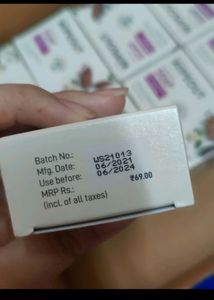 Batch No.: WS21013
Mfg. Date: 06/2021
Use before: 06/2024
MRP Rs.: ₹69.00
(incl. of all taxes)